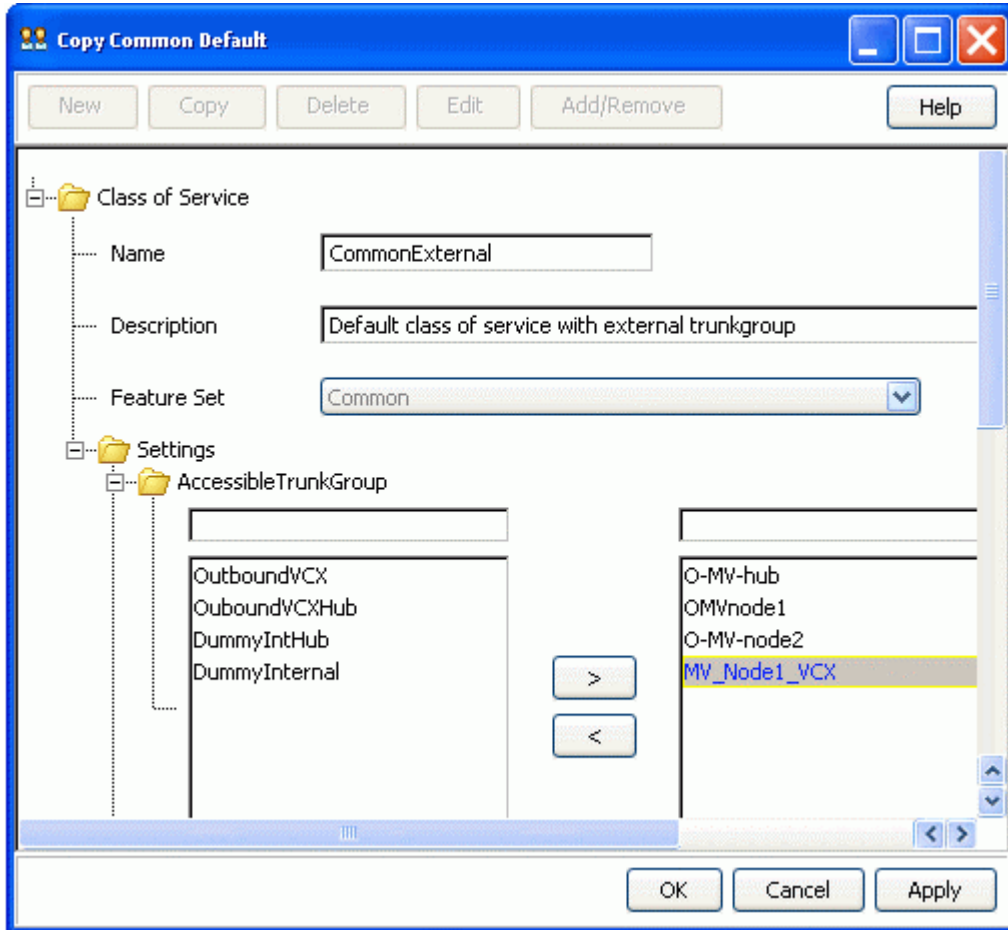 Copy Common Default
New Copy Delete Edit Add/Remove Help
Class of Service
Name CommonExternal
Description Default class of service with external trunkgroup
Feature Set Common
Settings
AccessibleTrunkGroup
OutboundVCX O-MV-hub
OuboundVCXHub OMVnode1
DummyIntHub O-MV-node2
DummyInternal MV_Node1_VCX
>
<
OK Cancel Apply